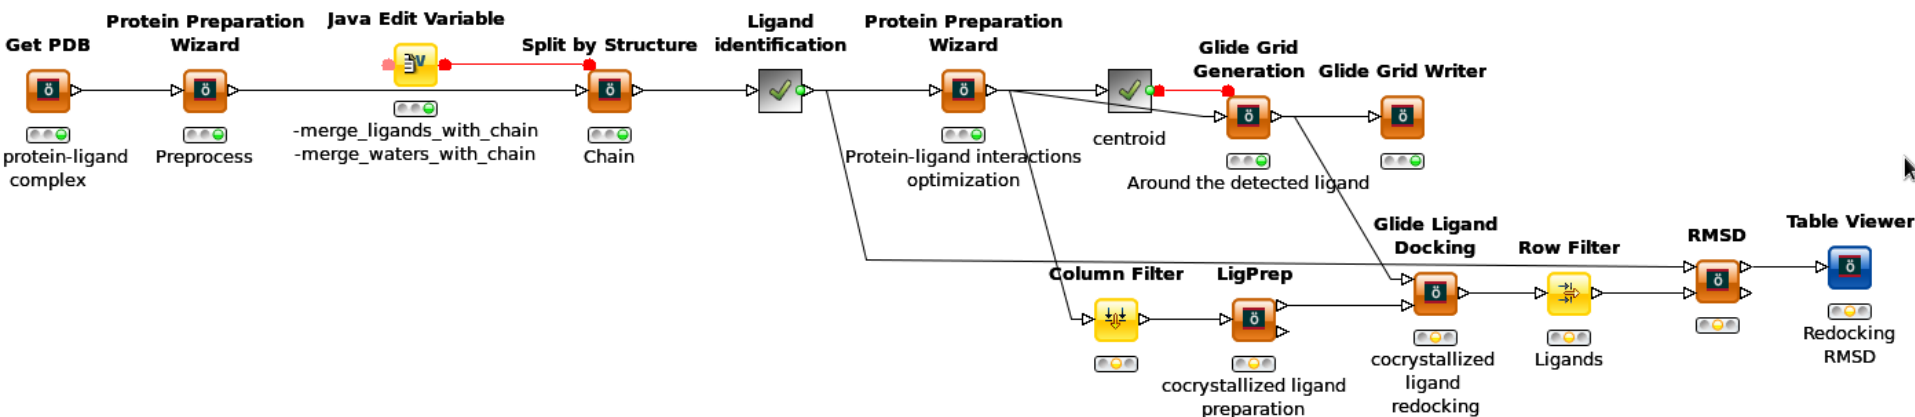 Get PDB
protein-ligand
complex
Protein Preparation
Wizard
Preprocess
Java Edit Variable
-merge_ligands_with_chain
-merge_waters_with_chain
Split by Structure
Chain
Ligand
identification
Protein Preparation
Wizard
Protein-ligand interactions
optimization
centroid
Glide Grid
Generation
Around the detected ligand
Glide Grid Writer
Column Filter
LigPrep
cocrystallized ligand
preparation
Glide Ligand
Docking
cocrystallized
ligand
redocking
Row Filter
Ligands
RMSD
Table Viewer
Redocking
RMSD